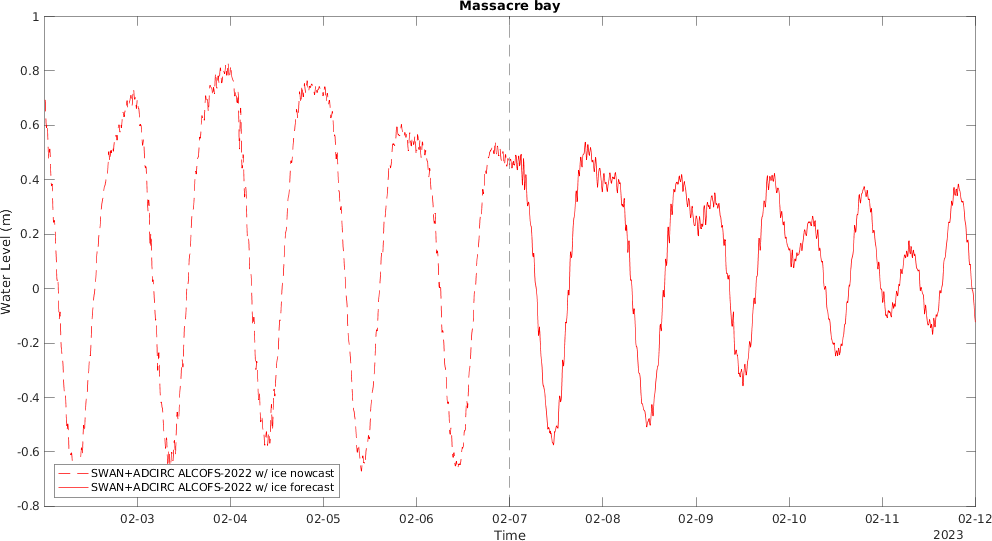 Massacre bay
1
0.8
0.6
0.4
0.2
0
-0.2
-0.4
-0.6
-0.8
Water Level (m)
SWAN+ADCIRC ALCOFS-2022 w/ ice nowcast
SWAN+ADCIRC ALCOFS-2022 w/ ice forecast
02-03 02-04 02-05 02-06 02-07 02-08 02-09 02-10 02-11 02-12
Time
2023